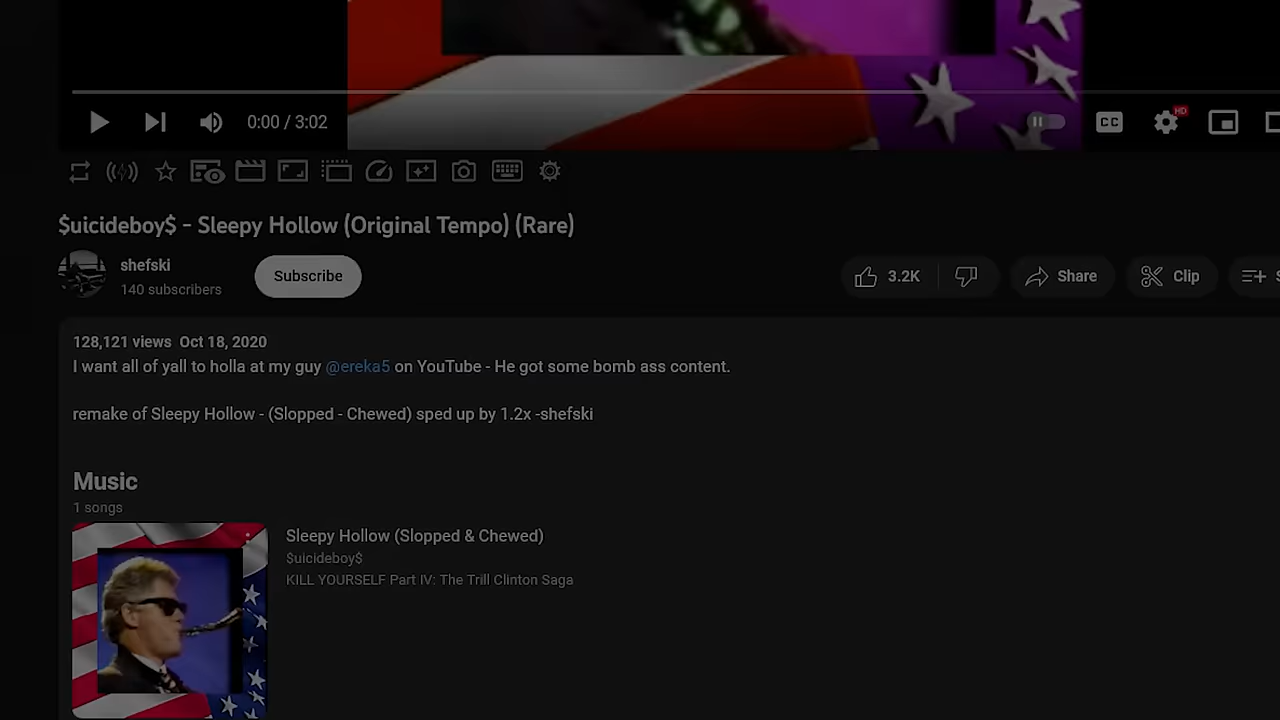 0:00 / 3:02
CC
HD
$uicideboy$ - Sleepy Hollow (Original Tempo) (Rare)
shefski
140 subscribers
Subscribe
3.2K
Share
Clip
128,121 views Oct 18, 2020
I want all of yall to holla at my guy @ereka5 on YouTube - He got some bomb ass content.
remake of Sleepy Hollow - (Slopped - Chewed) sped up by 1.2x -shefski
Music
1 songs
Sleepy Hollow (Slopped & Chewed)
$uicideboy$
KILL YOURSELF Part IV: The Trill Clinton Saga